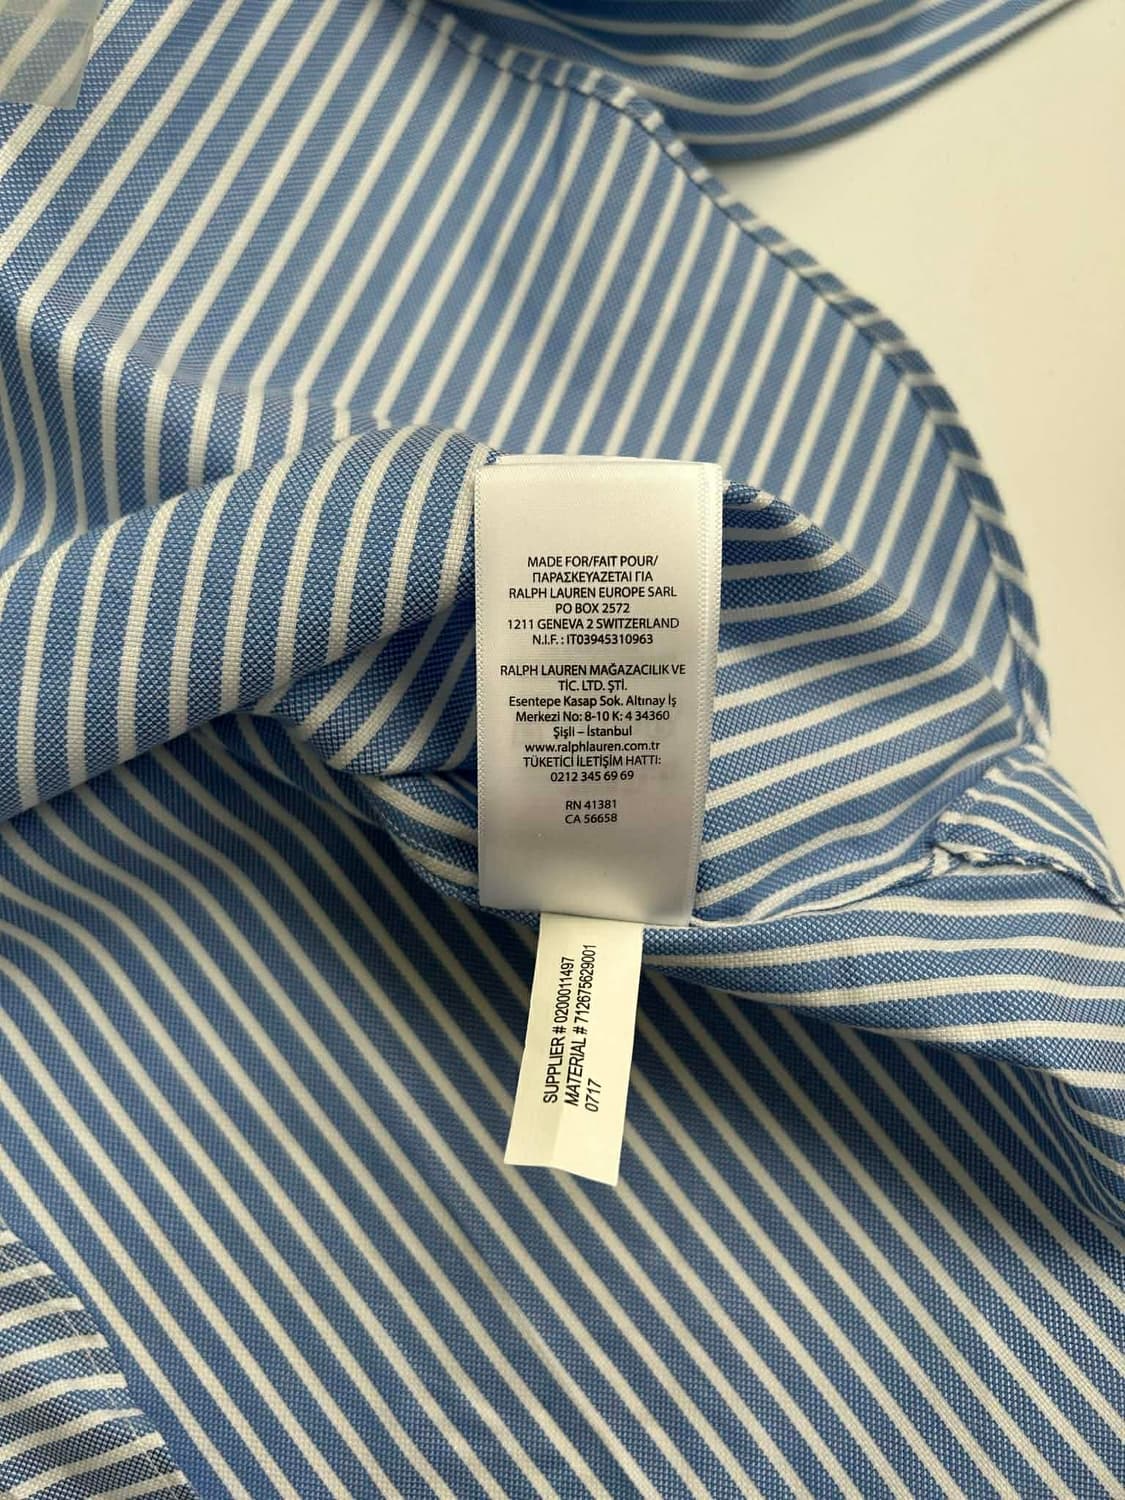 MADE FOR/FAIT POUR/
ΠΑΡΑΣΚΕΥΑΖΕΤΑΙ ΓΙΑ
RALPH LAUREN EUROPE SARL
PO BOX 2572
1211 GENEVA 2 SWITZERLAND
N.I.F. : IT03945310963
RALPH LAUREN MAĞAZACILIK VE
TİC. LTD. ŞTİ.
Esentepe Kasap Sok. Altınay İş
Merkezi No: 8-10 K: 4 34360
Şişli – İstanbul
www.ralphlauren.com.tr
TÜKETİCİ İLETİŞİM HATTI:
0212 345 69 69
RN 41381
CA 56658
SUPPLIER # 0200011497
MATERIAL # 712675629001
0717